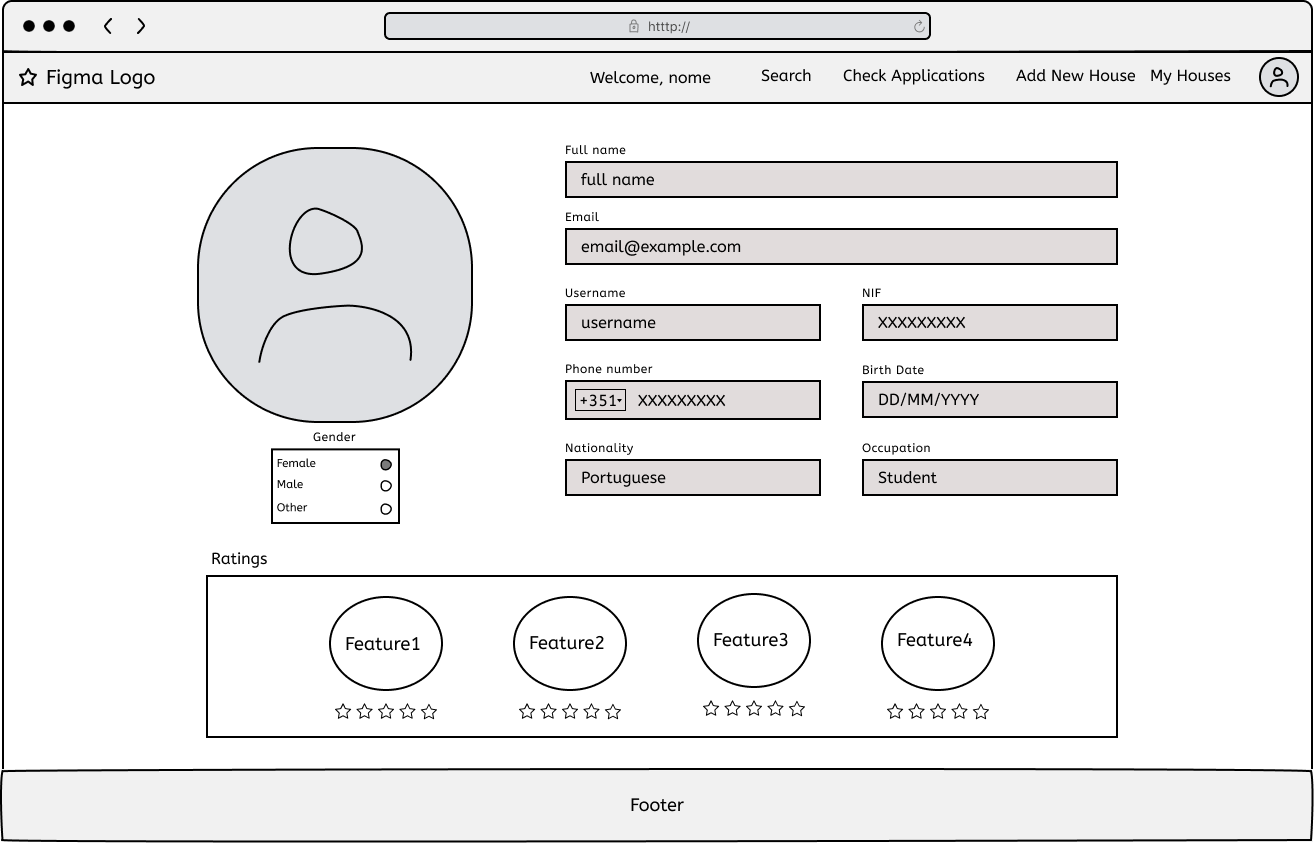 htttp://
Figma Logo
Welcome, nome
Search
Check Applications
Add New House
My Houses
Full name
full name
Email
email@example.com
Username
NIF
username
XXXXXXXXX
Phone number
Birth Date
+351
XXXXXXXXX
DD/MM/YYYY
Gender
Nationality
Occupation
Female
Male
Other
Portuguese
Student
Ratings
Feature1
Feature2
Feature3
Feature4
Footer